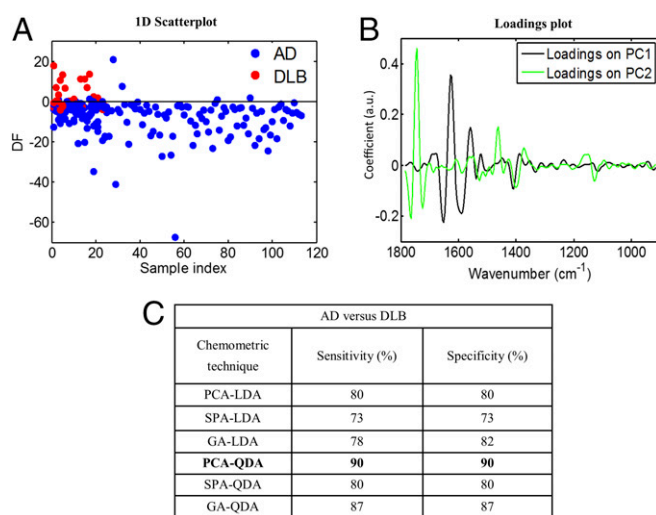 A
1D Scatterplot
AD
DLB
DF
20
0
-20
-40
-60
0
20
40
60
80
100
120
Sample index
B
Loadings plot
Loadings on PC1
Loadings on PC2
Coefficient (a.u.)
0.4
0.2
0
-0.2
1800
1600
1400
1200
1000
Wavenumber (cm⁻¹)
C
AD versus DLB
Chemometric technique Sensitivity (%) Specificity (%)
PCA-LDA 80 80
SPA-LDA 73 73
GA-LDA 78 82
PCA-QDA 90 90
SPA-QDA 80 80
GA-QDA 87 87